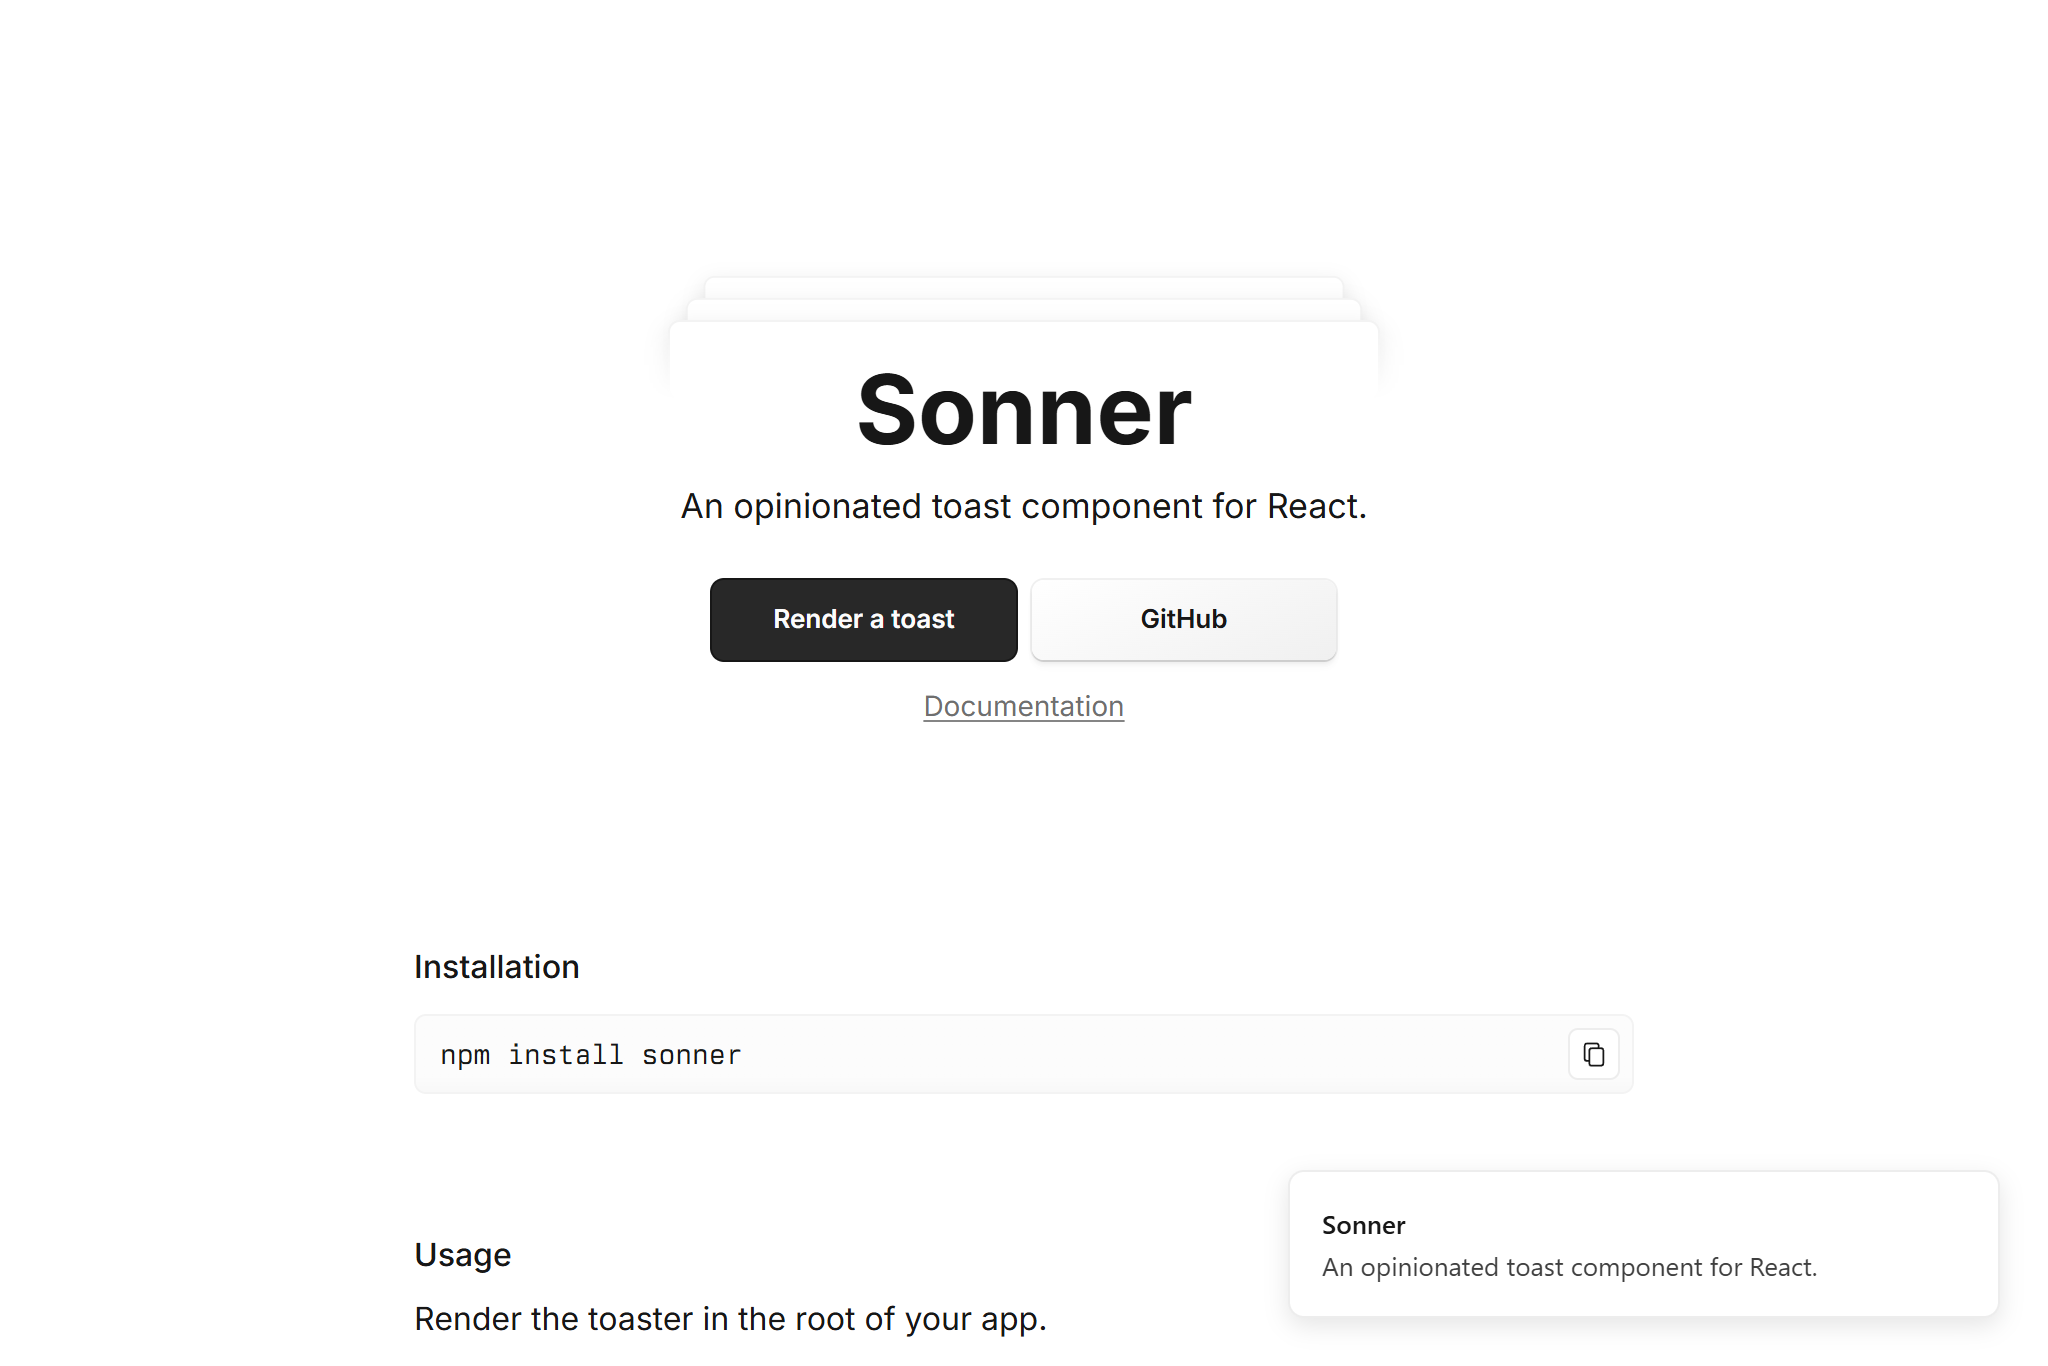 Sonner
An opinionated toast component for React.
Render a toast
GitHub
Documentation
Installation
npm install sonner
Usage
Render the toaster in the root of your app.
Sonner
An opinionated toast component for React.